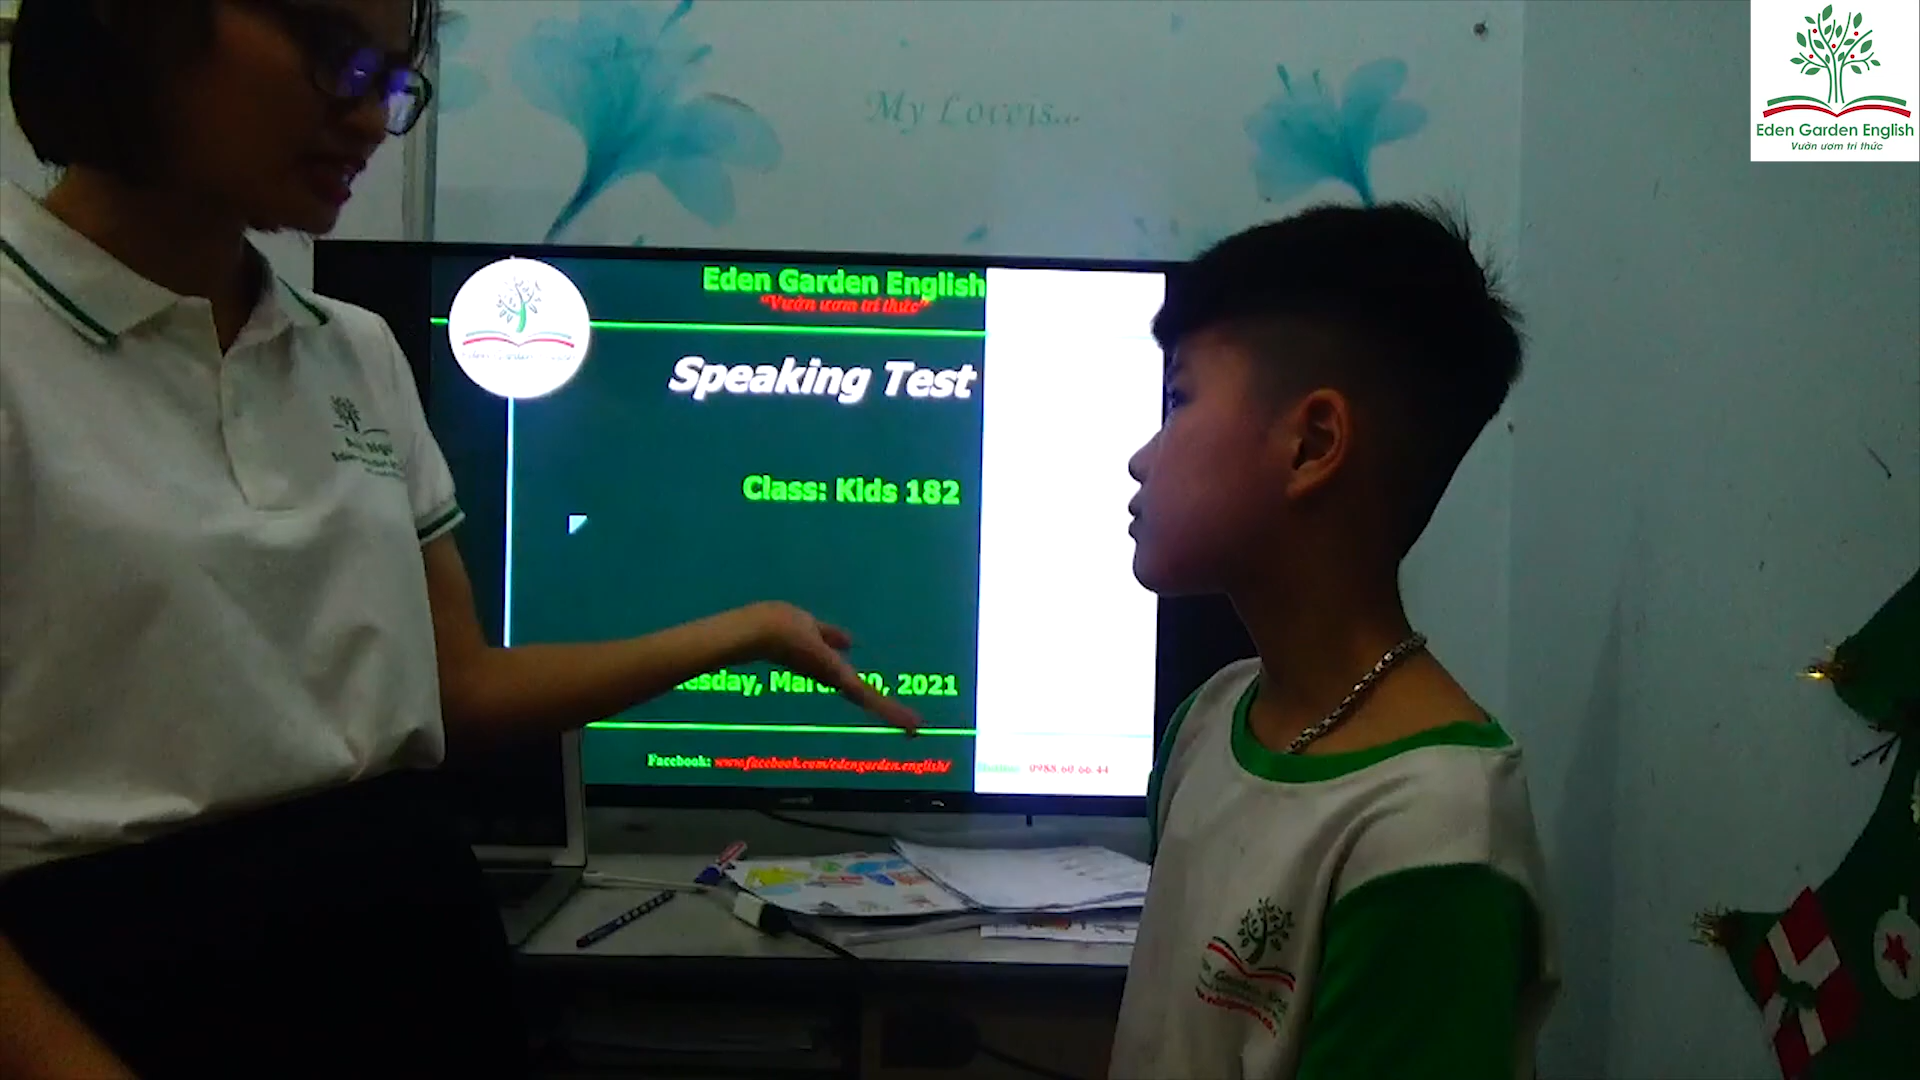 Eden Garden English
Vườn ươm tri thức
My Lovers...
Eden Garden English
"Vườn ươm tri thức"
Speaking Test
Class: Kids 182
2021
Facebook: www.facebook.com/edengarden.english/
0988 60 66 44